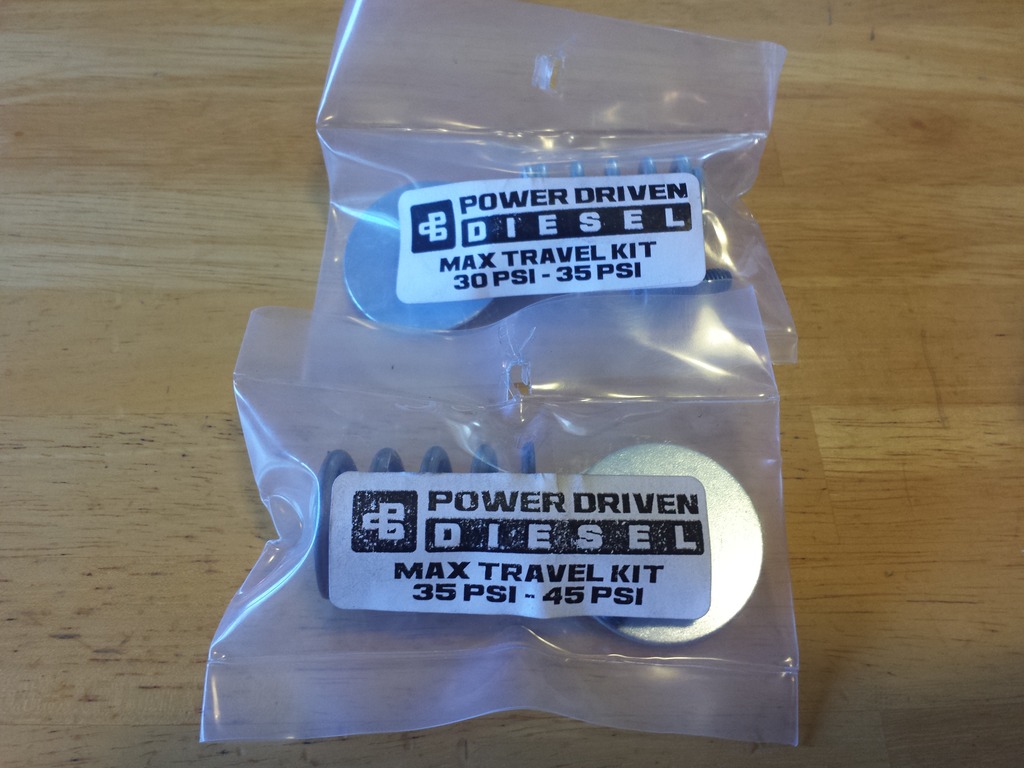 POWER DRIVEN
DIESEL
MAX TRAVEL KIT
30 PSI - 35 PSI
POWER DRIVEN
DIESEL
MAX TRAVEL KIT
35 PSI - 45 PSI